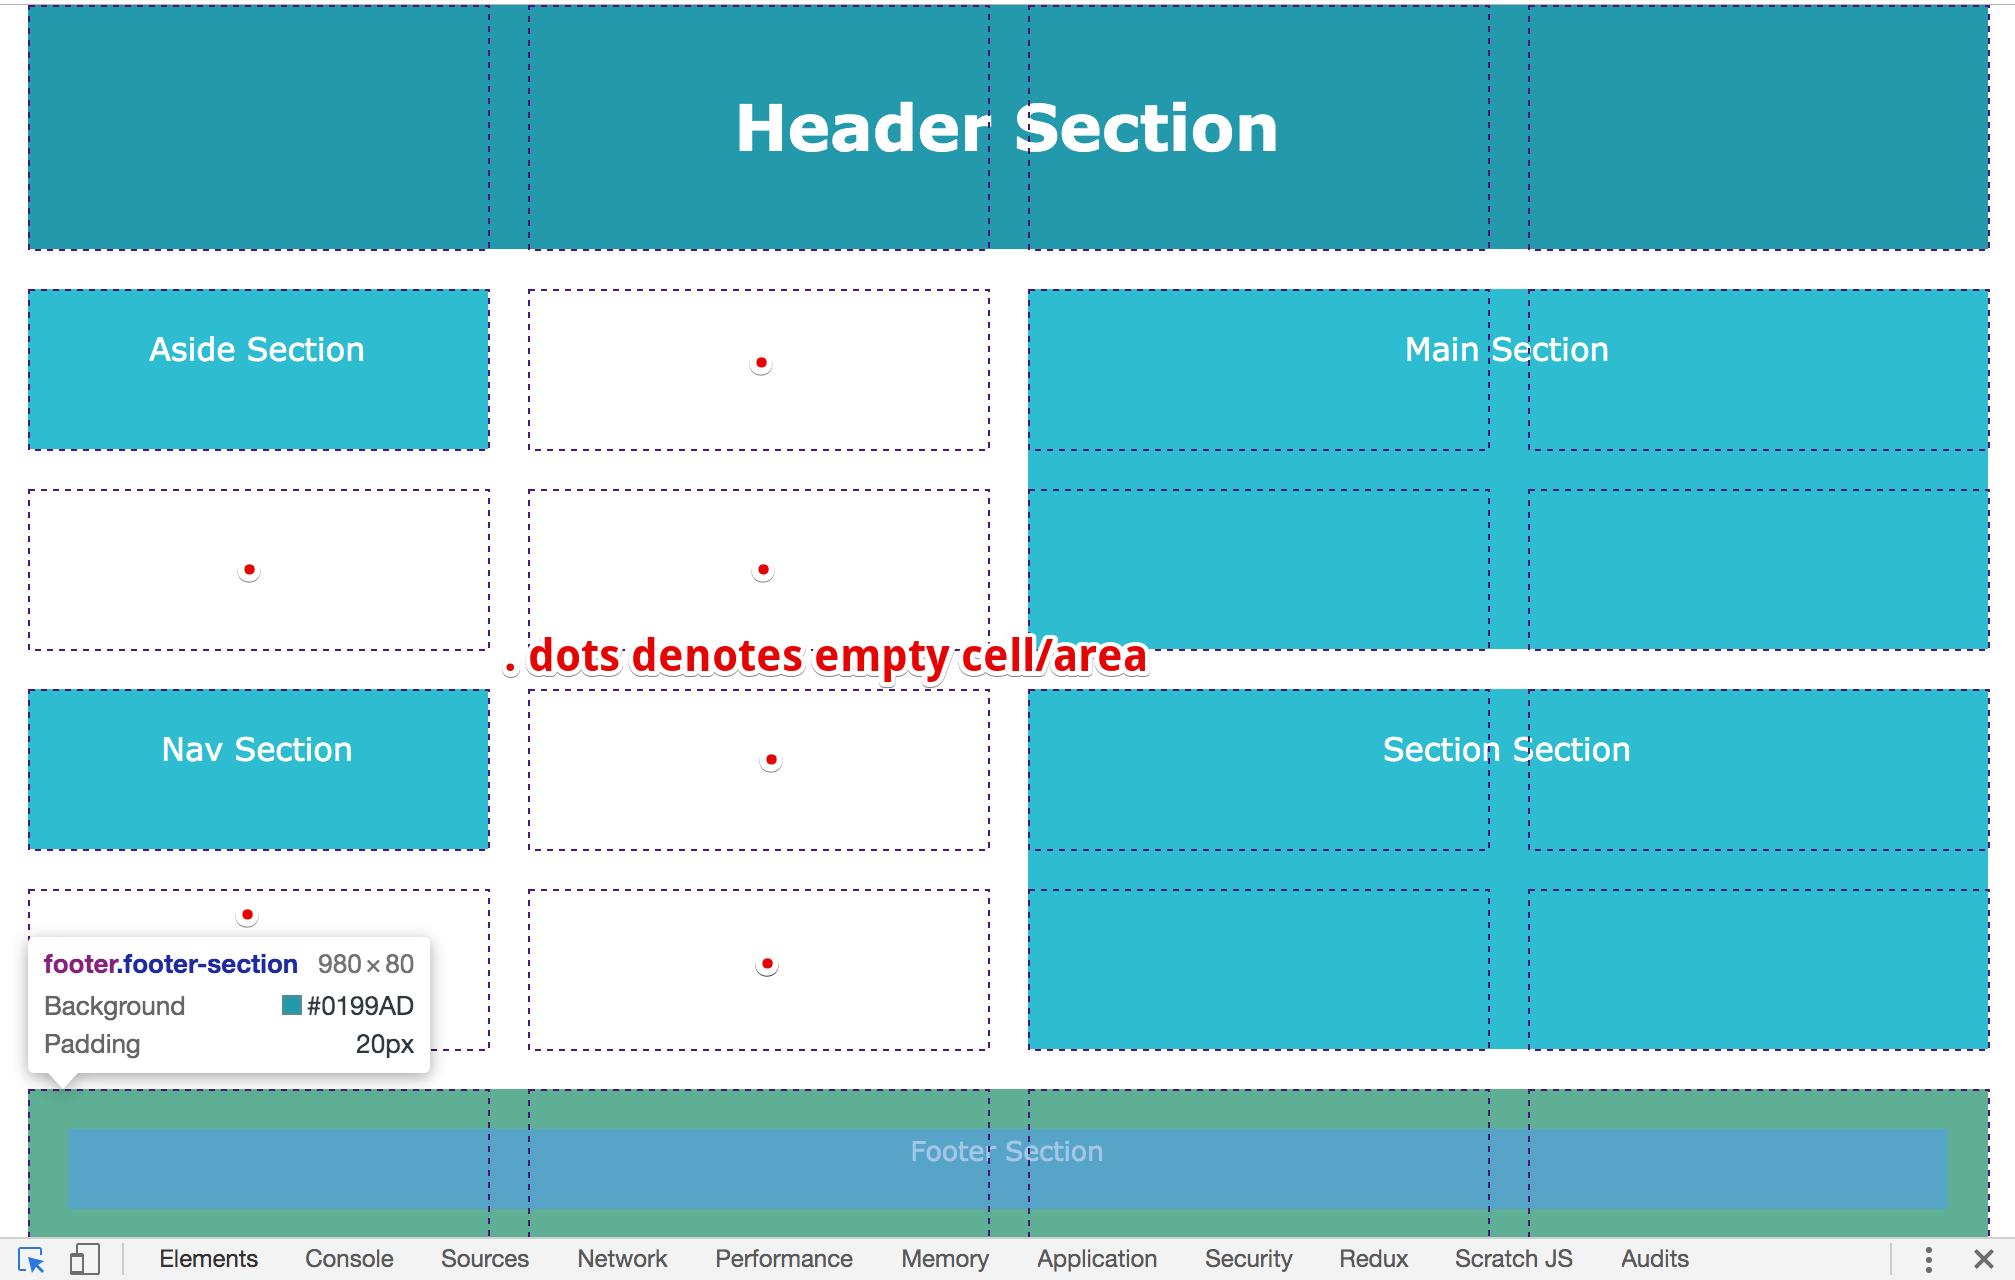 Header Section
Aside Section
Main Section
. dots denotes empty cell/area
Nav Section
Section Section
footer.footer-section 980 × 80
Background #0199AD
Padding 20px
Footer Section
Elements Console Sources Network Performance Memory Application Security Redux Scratch JS Audits